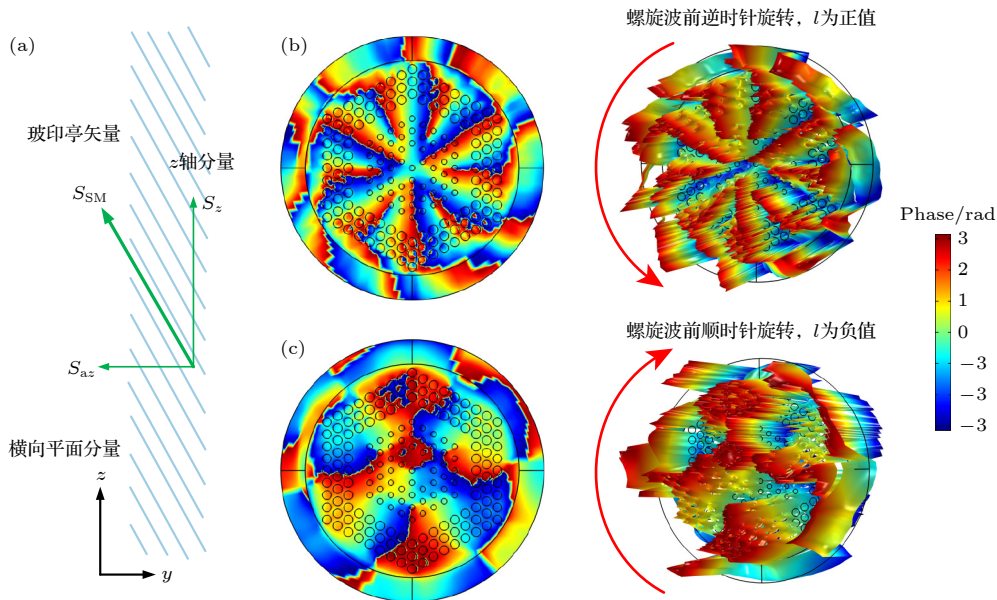 (a)
玻印亭矢量
z轴分量
S_SM
S_z
S_az
横向平面分量
z
y
(b)
螺旋波前逆时针旋转, l为正值
(c)
螺旋波前顺时针旋转, l为负值
Phase/rad
3
2
1
0
−3
−3
−3